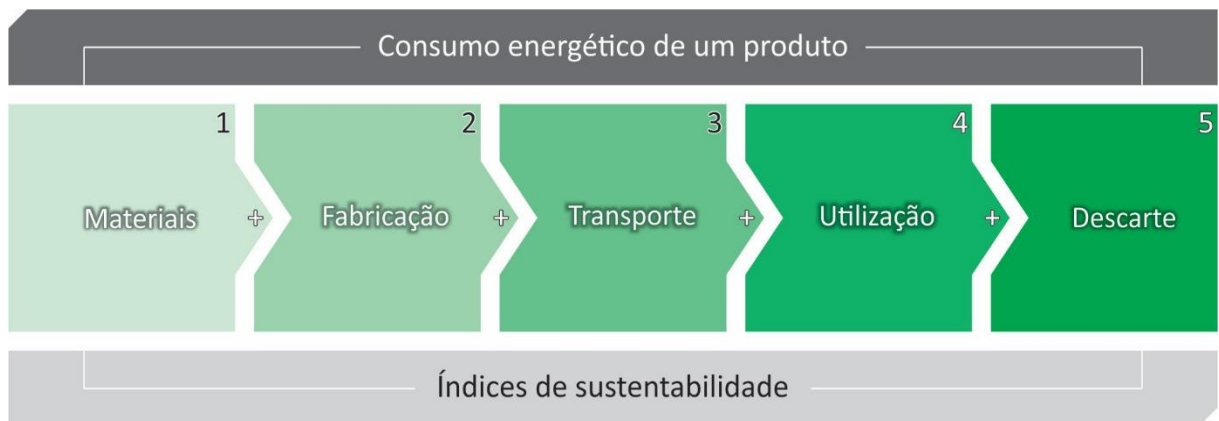 Consumo energético de um produto
1 2 3 4 5
Materiais + Fabricação + Transporte + Utilização + Descarte
Índices de sustentabilidade